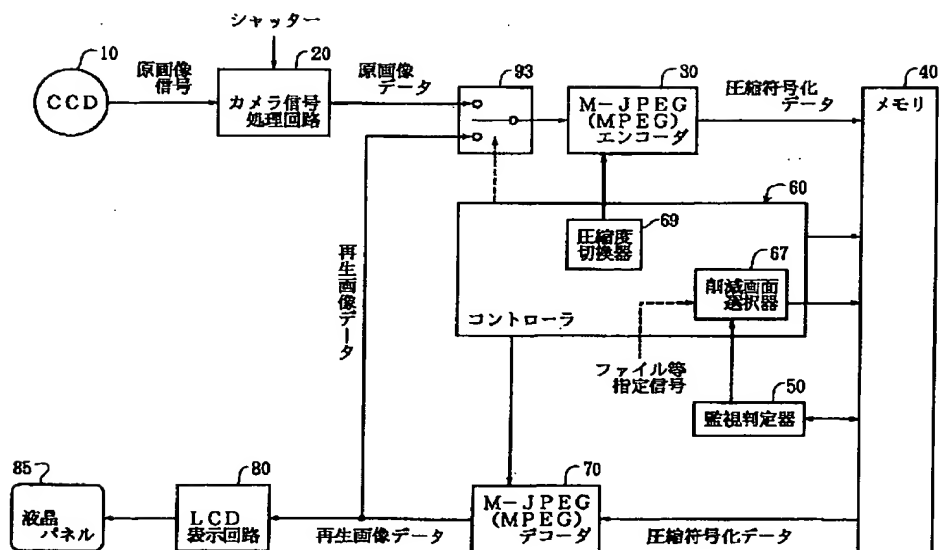 シャッター
10
20
93
30
40
原画像
信号
原画像
データ
CCD
カメラ信号
処理回路
M-JPEG
(MPEG)
エンコーダ
圧縮符号化
データ
メモリ
60
69
圧縮度
切換器
67
削減画面
選択器
コントローラ
再生画像データ
ファイル等
指定信号
50
監視判定器
85
80
70
液晶
パネル
LCD
表示回路
再生画像データ
M-JPEG
(MPEG)
デコーダ
圧縮符号化データ